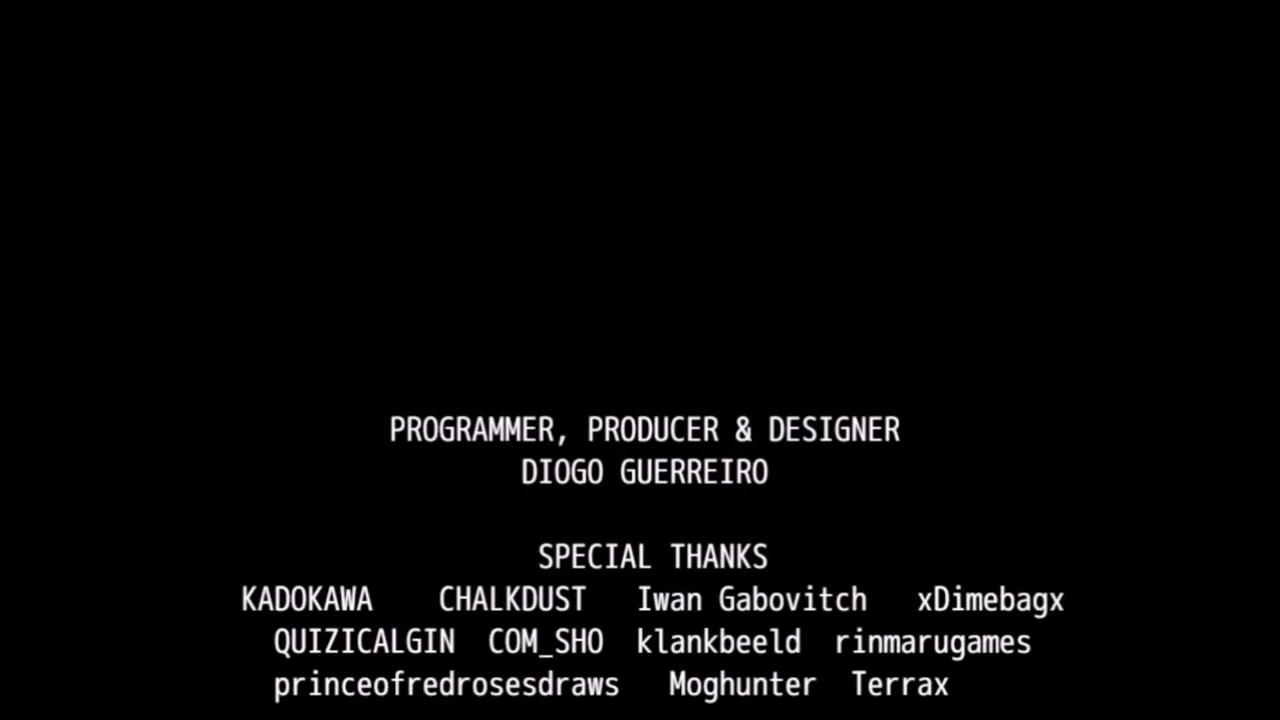 PROGRAMMER, PRODUCER & DESIGNER
DIOGO GUERREIRO
SPECIAL THANKS
KADOKAWA CHALKDUST Iwan Gabovitch xDimebagx
QUIZICALGIN COM_SHO klankbeeld rinmarugames
princeofredrosesdraws Moghunter Terrax